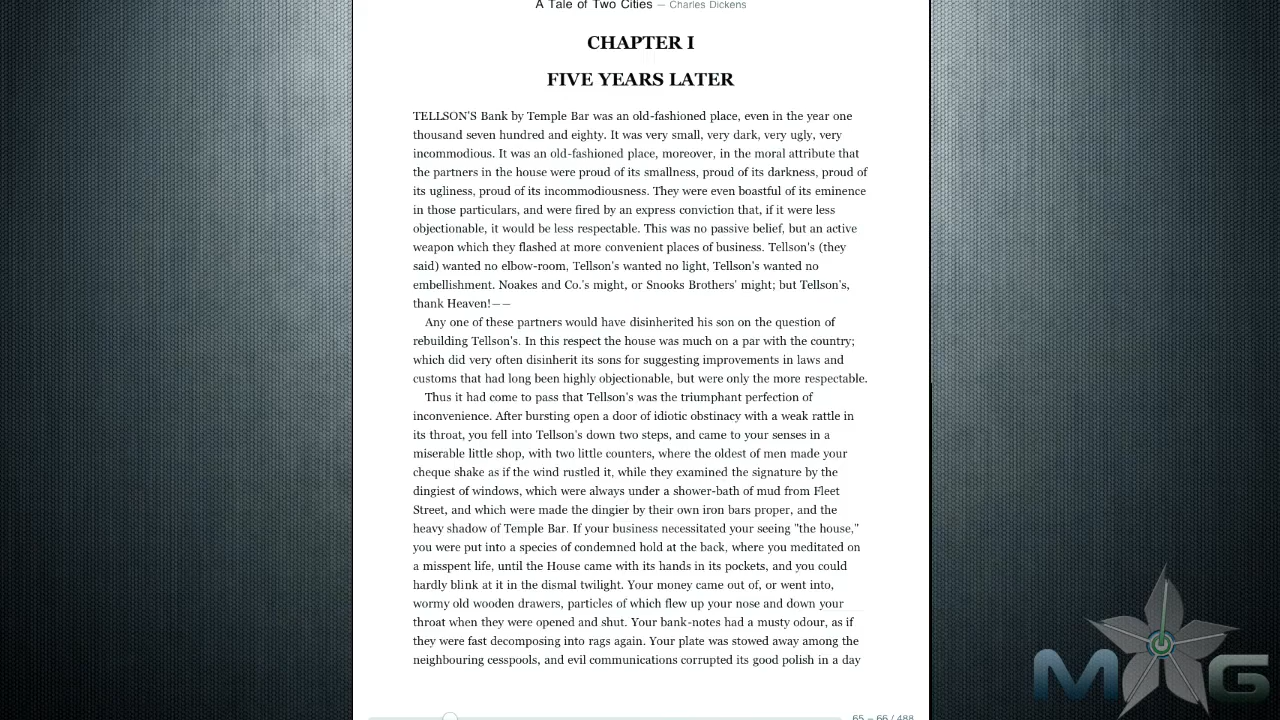 A Tale of Two Cities — Charles Dickens
CHAPTER I
FIVE YEARS LATER
TELLSON'S Bank by Temple Bar was an old-fashioned place, even in the year one
thousand seven hundred and eighty. It was very small, very dark, very ugly, very
incommodious. It was an old-fashioned place, moreover, in the moral attribute that
the partners in the house were proud of its smallness, proud of its darkness, proud of
its ugliness, proud of its incommodiousness. They were even boastful of its eminence
in those particulars, and were fired by an express conviction that, if it were less
objectionable, it would be less respectable. This was no passive belief, but an active
weapon which they flashed at more convenient places of business. Tellson's (they
said) wanted no elbow-room, Tellson's wanted no light, Tellson's wanted no
embellishment. Noakes and Co.'s might, or Snooks Brothers' might; but Tellson's,
thank Heaven!——
Any one of these partners would have disinherited his son on the question of
rebuilding Tellson's. In this respect the house was much on a par with the country;
which did very often disinherit its sons for suggesting improvements in laws and
customs that had long been highly objectionable, but were only the more respectable.
Thus it had come to pass that Tellson's was the triumphant perfection of
inconvenience. After bursting open a door of idiotic obstinacy with a weak rattle in
its throat, you fell into Tellson's down two steps, and came to your senses in a
miserable little shop, with two little counters, where the oldest of men made your
cheque shake as if the wind rustled it, while they examined the signature by the
dingiest of windows, which were always under a shower-bath of mud from Fleet
Street, and which were made the dingier by their own iron bars proper, and the
heavy shadow of Temple Bar. If your business necessitated your seeing "the house,"
you were put into a species of condemned hold at the back, where you meditated on
a misspent life, until the House came with its hands in its pockets, and you could
hardly blink at it in the dismal twilight. Your money came out of, or went into,
wormy old wooden drawers, particles of which flew up your nose and down your
throat when they were opened and shut. Your bank-notes had a musty odour, as if
they were fast decomposing into rags again. Your plate was stowed away among the
neighbouring cesspools, and evil communications corrupted its good polish in a day
65 – 66 / 488
M G